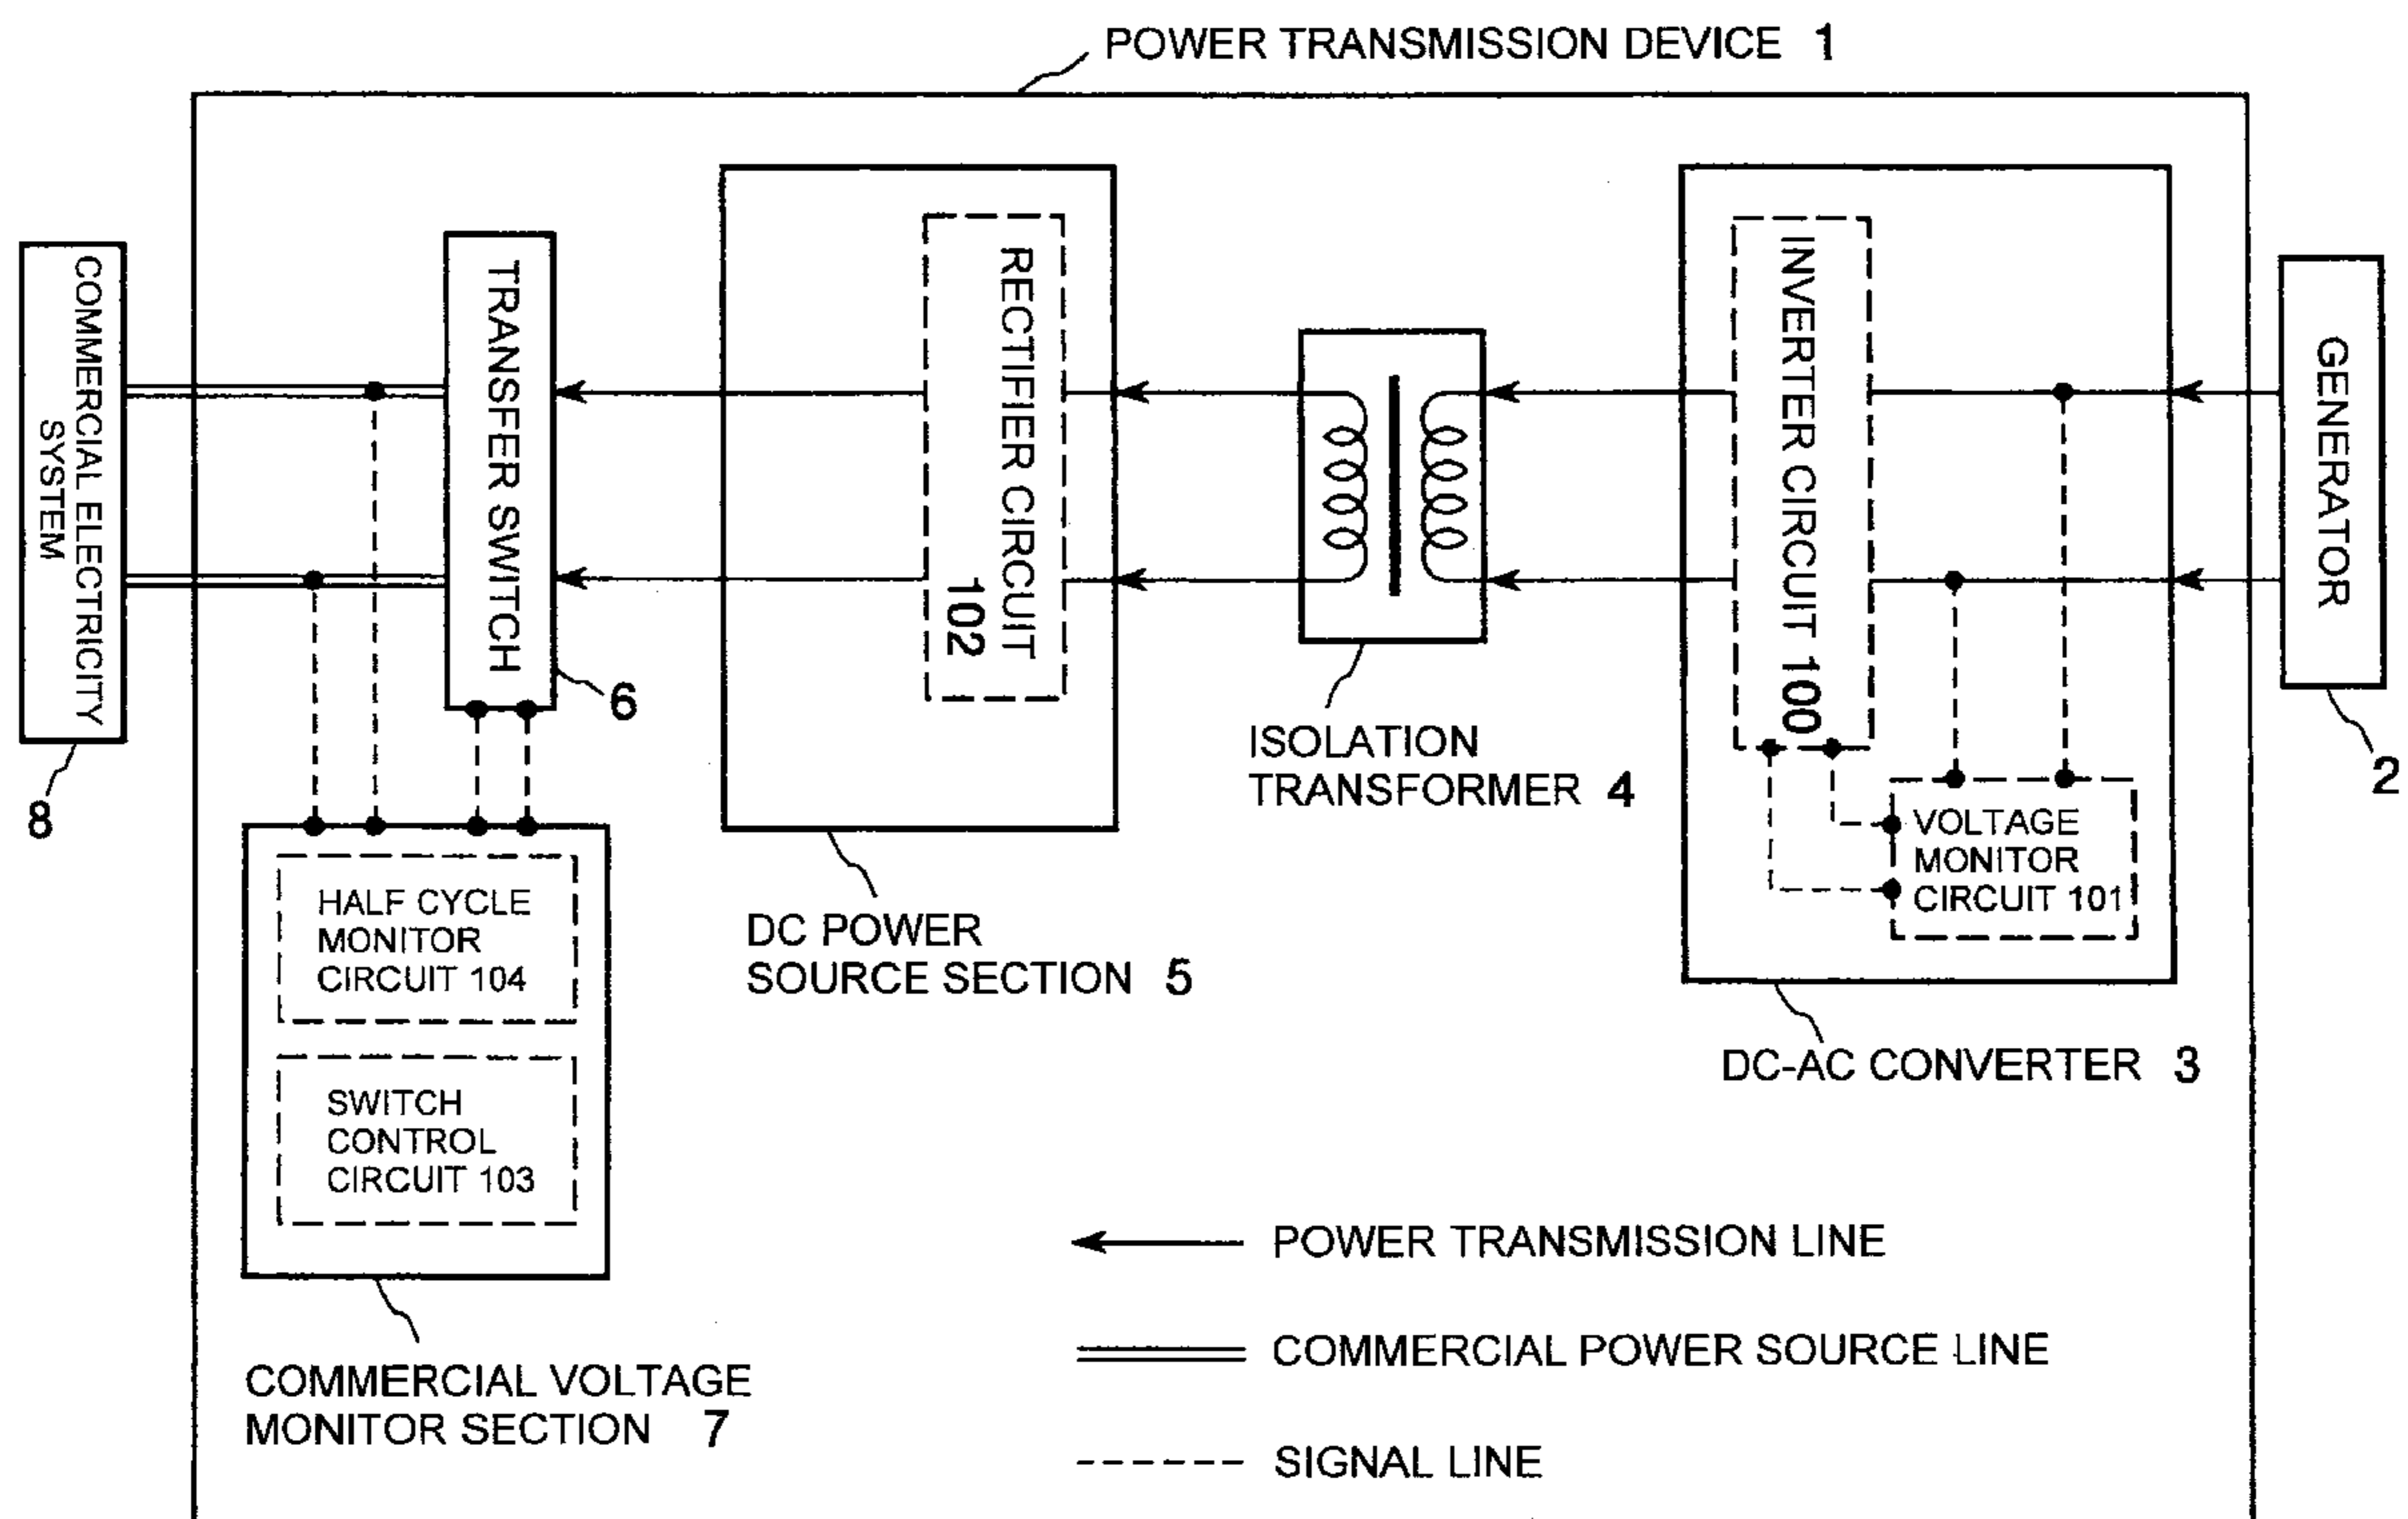 POWER TRANSMISSION DEVICE 1
COMMERCIAL ELECTRICITY
SYSTEM
8
TRANSFER SWITCH
6
RECTIFIER CIRCUIT
102
ISOLATION
TRANSFORMER 4
INVERTER CIRCUIT 100
GENERATOR
2
VOLTAGE
MONITOR
CIRCUIT 101
HALF CYCLE
MONITOR
CIRCUIT 104
SWITCH
CONTROL
CIRCUIT 103
DC POWER
SOURCE SECTION 5
DC-AC CONVERTER 3
COMMERCIAL VOLTAGE
MONITOR SECTION 7
POWER TRANSMISSION LINE
COMMERCIAL POWER SOURCE LINE
SIGNAL LINE